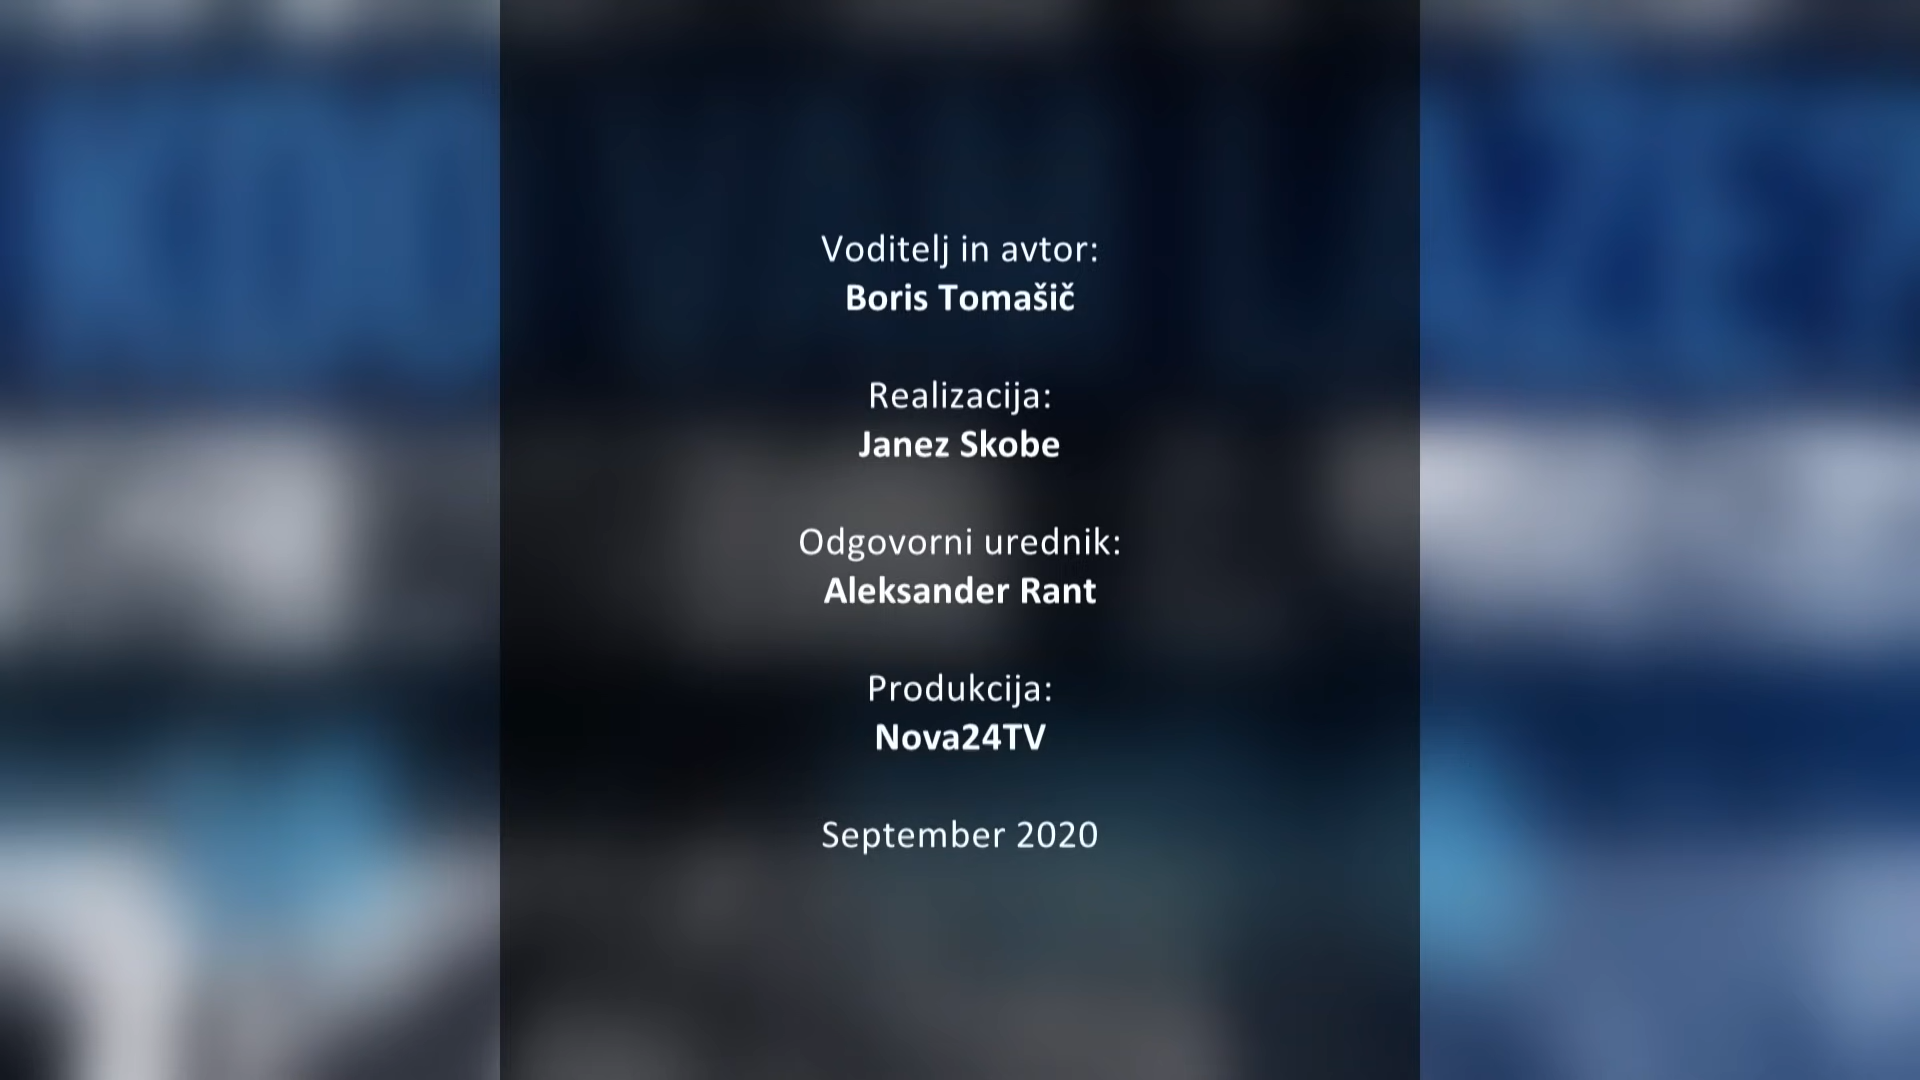 Voditelj in avtor:
Boris Tomašič
Realizacija:
Janez Skobe
Odgovorni urednik:
Aleksander Rant
Produkcija:
Nova24TV
September 2020